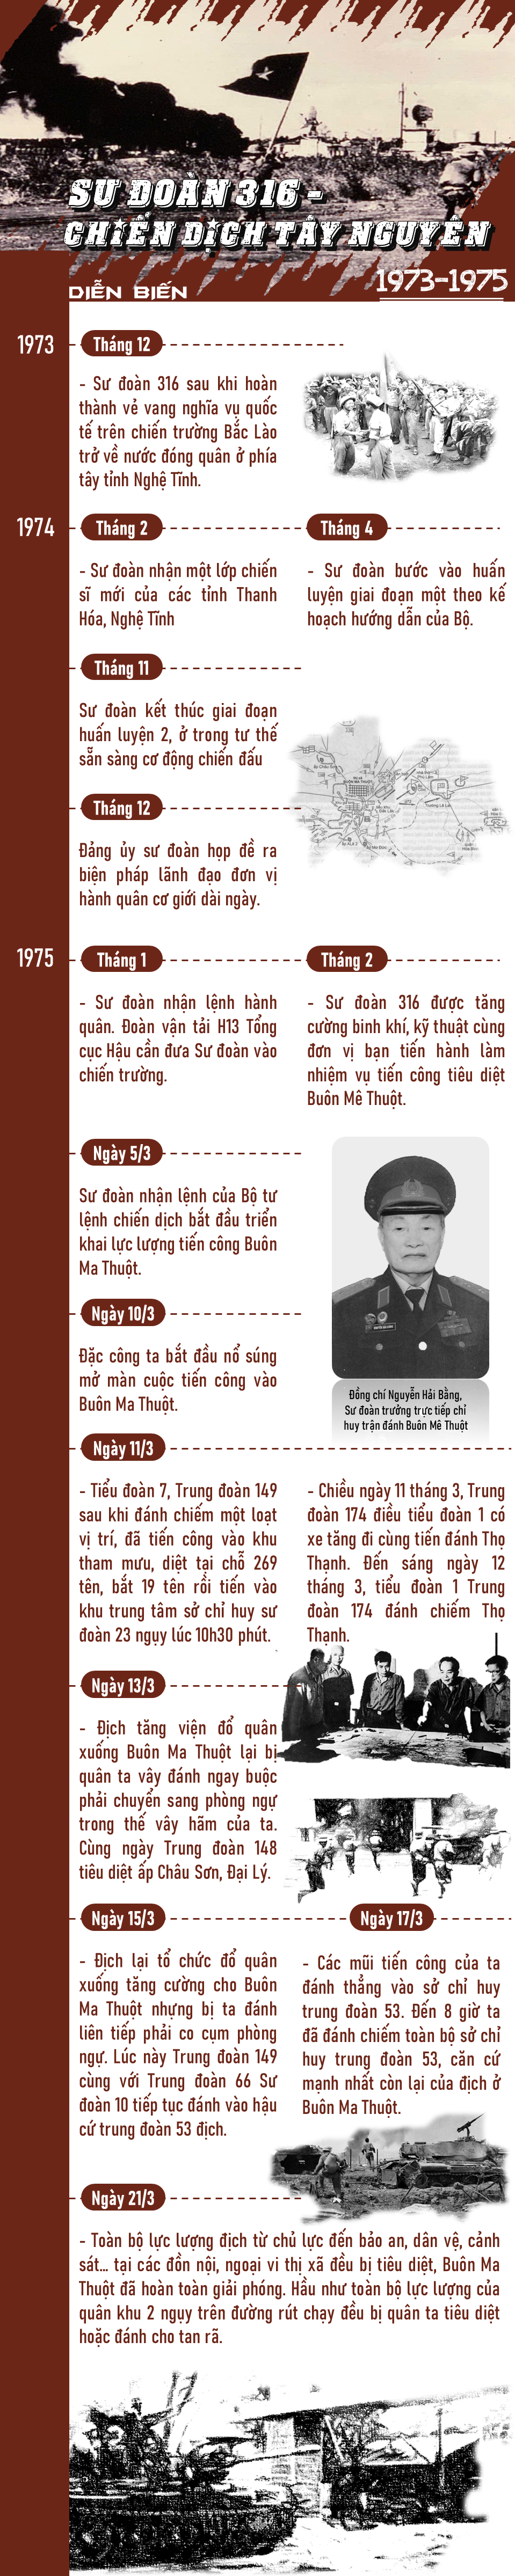 SƯ ĐOÀN 316 -
CHIẾN DỊCH TÂY NGUYÊN
1973-1975
DIỄN BIẾN
1973
Tháng 12
- Sư đoàn 316 sau khi hoàn
thành vẻ vang nghĩa vụ quốc
tế trên chiến trường Bắc Lào
trở về nước đóng quân ở phía
tây tỉnh Nghệ Tĩnh.
1974
Tháng 2
- Sư đoàn nhận một lớp chiến
sĩ mới của các tỉnh Thanh
Hóa, Nghệ Tĩnh
Tháng 4
- Sư đoàn bước vào huấn
luyện giai đoạn một theo kế
hoạch hướng dẫn của Bộ.
Tháng 11
Sư đoàn kết thúc giai đoạn
huấn luyện 2, ở trong tư thế
sẵn sàng cơ động chiến đấu
Tháng 12
Đảng ủy sư đoàn họp đề ra
biện pháp lãnh đạo đơn vị
hành quân cơ giới dài ngày.
1975
Tháng 1
- Sư đoàn nhận lệnh hành
quân. Đoàn vận tải H13 Tổng
cục Hậu cần đưa Sư đoàn vào
chiến trường.
Tháng 2
- Sư đoàn 316 được tăng
cường binh khí, kỹ thuật cùng
đơn vị bạn tiến hành làm
nhiệm vụ tiến công tiêu diệt
Buôn Mê Thuột.
Ngày 5/3
Sư đoàn nhận lệnh của Bộ tư
lệnh chiến dịch bắt đầu triển
khai lực lượng tiến công Buôn
Ma Thuột.
Ngày 10/3
Đặc công ta bắt đầu nổ súng
mở màn cuộc tiến công vào
Buôn Ma Thuột.
Đồng chí Nguyễn Hải Bằng,
Sư đoàn trưởng trực tiếp chỉ
huy trận đánh Buôn Mê Thuột
Ngày 11/3
- Tiểu đoàn 7, Trung đoàn 149
sau khi đánh chiếm một loạt
vị trí, đã tiến công vào khu
tham mưu, diệt tại chỗ 269
tên, bắt 19 tên rồi tiến vào
khu trung tâm sở chỉ huy sư
đoàn 23 ngụy lúc 10h30 phút.
- Chiều ngày 11 tháng 3, Trung
đoàn 174 điều tiểu đoàn 1 có
xe tăng đi cùng tiến đánh Thọ
Thạnh. Đến sáng ngày 12
tháng 3, tiểu đoàn 1 Trung
đoàn 174 đánh chiếm Thọ
Thạnh.
Ngày 13/3
- Địch tăng viện đổ quân
xuống Buôn Ma Thuột lại bị
quân ta vây đánh ngay buộc
phải chuyển sang phòng ngự
trong thế vây hãm của ta.
Cùng ngày Trung đoàn 148
tiêu diệt ấp Châu Sơn, Đại Lý.
Ngày 15/3
- Địch lại tổ chức đổ quân
xuống tăng cường cho Buôn
Ma Thuột nhựng bị ta đánh
liên tiếp phải co cụm phòng
ngự. Lúc này Trung đoàn 149
cùng với Trung đoàn 66 Sư
đoàn 10 tiếp tục đánh vào hậu
cứ trung đoàn 53 địch.
Ngày 17/3
- Các mũi tiến công của ta
đánh thẳng vào sở chỉ huy
trung đoàn 53. Đến 8 giờ ta
đã đánh chiếm toàn bộ sở chỉ
huy trung đoàn 53, căn cứ
mạnh nhất còn lại của địch ở
Buôn Ma Thuột.
Ngày 21/3
- Toàn bộ lực lượng địch từ chủ lực đến bảo an, dân vệ, cảnh
sát... tại các đồn nội, ngoại vi thị xã đều bị tiêu diệt, Buôn Ma
Thuột đã hoàn toàn giải phóng. Hầu như toàn bộ lực lượng của
quân khu 2 ngụy trên đường rút chạy đều bị quân ta tiêu diệt
hoặc đánh cho tan rã.